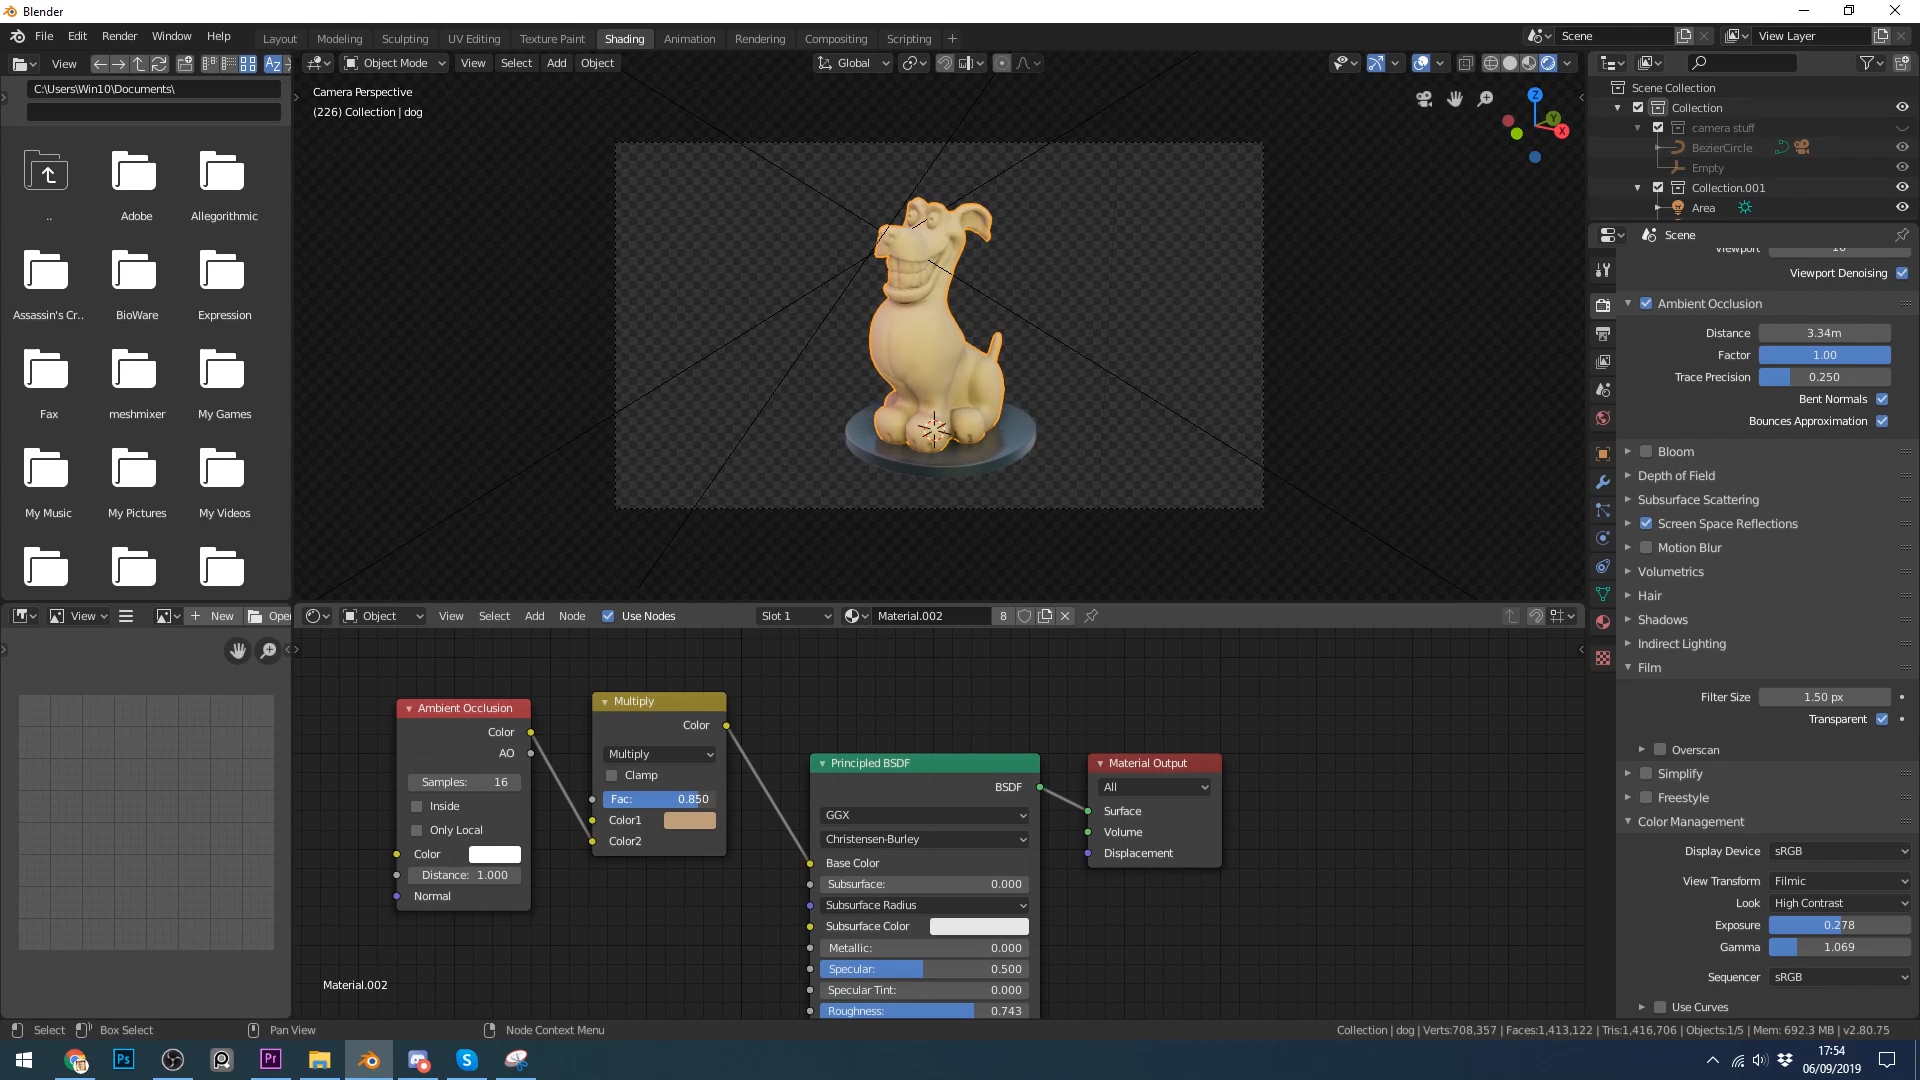 Blender
File Edit Render Window Help
Layout Modeling Sculpting UV Editing Texture Paint Shading Animation Rendering Compositing Scripting
Scene
View Layer
View
C:\Users\Win10\Documents\
..
Adobe
Allegorithmic
Assassin's Cr..
BioWare
Expression
Fax
meshmixer
My Games
My Music
My Pictures
My Videos
Object Mode View Select Add Object
Global
Camera Perspective
(226) Collection | dog
Z
Y
X
Scene Collection
Collection
camera stuff
BezierCircle
Empty
Collection.001
Area
Scene
Viewport 16
Viewport Denoising
Ambient Occlusion
Distance 3.34m
Factor 1.00
Trace Precision 0.250
Bent Normals
Bounces Approximation
Bloom
Depth of Field
Subsurface Scattering
Screen Space Reflections
Motion Blur
Volumetrics
Hair
Shadows
Indirect Lighting
Film
Filter Size 1.50 px
Transparent
Overscan
Simplify
Freestyle
Color Management
Display Device sRGB
View Transform Filmic
Look High Contrast
Exposure 0.278
Gamma 1.069
Sequencer sRGB
Use Curves
View New Open
Object View Select Add Node Use Nodes Slot 1 Material.002 8
Ambient Occlusion
Color
AO
Samples: 16
Inside
Only Local
Color
Distance: 1.000
Normal
Multiply
Color
Multiply
Clamp
Fac: 0.850
Color1
Color2
Principled BSDF
BSDF
GGX
Christensen-Burley
Base Color
Subsurface: 0.000
Subsurface Radius
Subsurface Color
Metallic: 0.000
Specular: 0.500
Specular Tint: 0.000
Roughness: 0.743
Material Output
All
Surface
Volume
Displacement
Material.002
Select Box Select Pan View Node Context Menu
Collection | dog | Verts:708,357 | Faces:1,413,122 | Tris:1,416,706 | Objects:1/5 | Mem: 692.3 MB | v2.80.75
Ps
Pr
S
17:54
06/09/2019